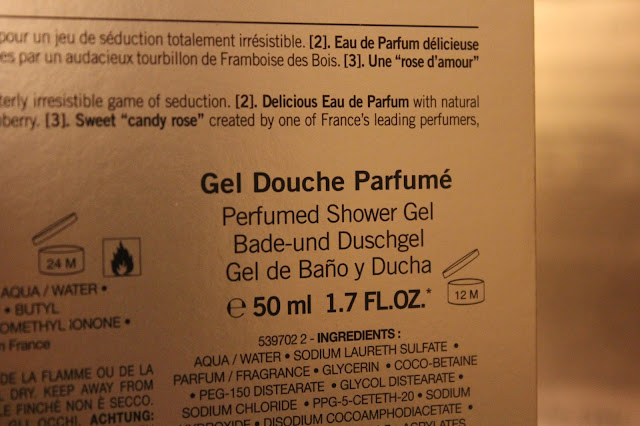 pour un jeu de séduction totalement irrésistible. [2]. Eau de Parfum délicieuse
es par un audacieux tourbillon de Framboise des Bois. [3]. Une “rose d’amour”
terly irresistible game of seduction. [2]. Delicious Eau de Parfum with natural
berry. [3]. Sweet “candy rose” created by one of France’s leading perfumers,
Gel Douche Parfumé
Perfumed Shower Gel
Bade-und Duschgel
Gel de Baño y Ducha
℮ 50 ml 1.7 FL.OZ.*
12 M
539702 2 - INGREDIENTS :
AQUA / WATER • SODIUM LAURETH SULFATE •
PARFUM / FRAGRANCE • GLYCERIN • COCO-BETAINE
• PEG-150 DISTEARATE • GLYCOL DISTEARATE •
SODIUM CHLORIDE • PPG-5-CETETH-20 • SODIUM
HYDROXIDE • DISODIUM COCOAMPHODIACETATE •
24 M
AQUA / WATER •
• BUTYL
OMETHYL IONONE •
France
DE LA FLAMME OU DE LA
L DRY. KEEP AWAY FROM
LE FINCHÉ NON È SECCO.
GLI OCCHI. ACHTUNG: